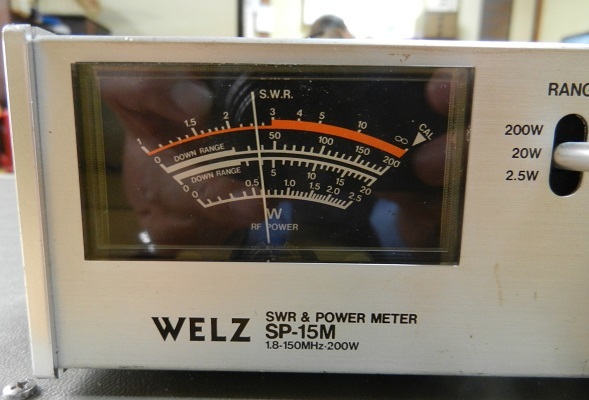 S.W.R.
1 1.5 2 3 4 5 10 ∞ CAL
0 DOWN RANGE 50 100 150 200
0 DOWN RANGE 5 10 15 20
0 0.5 1.0 1.5 2.0 2.5
W
RF POWER
RANG
200W
20W
2.5W
WELZ
SWR & POWER METER
SP-15M
1.8-150MHz·200W